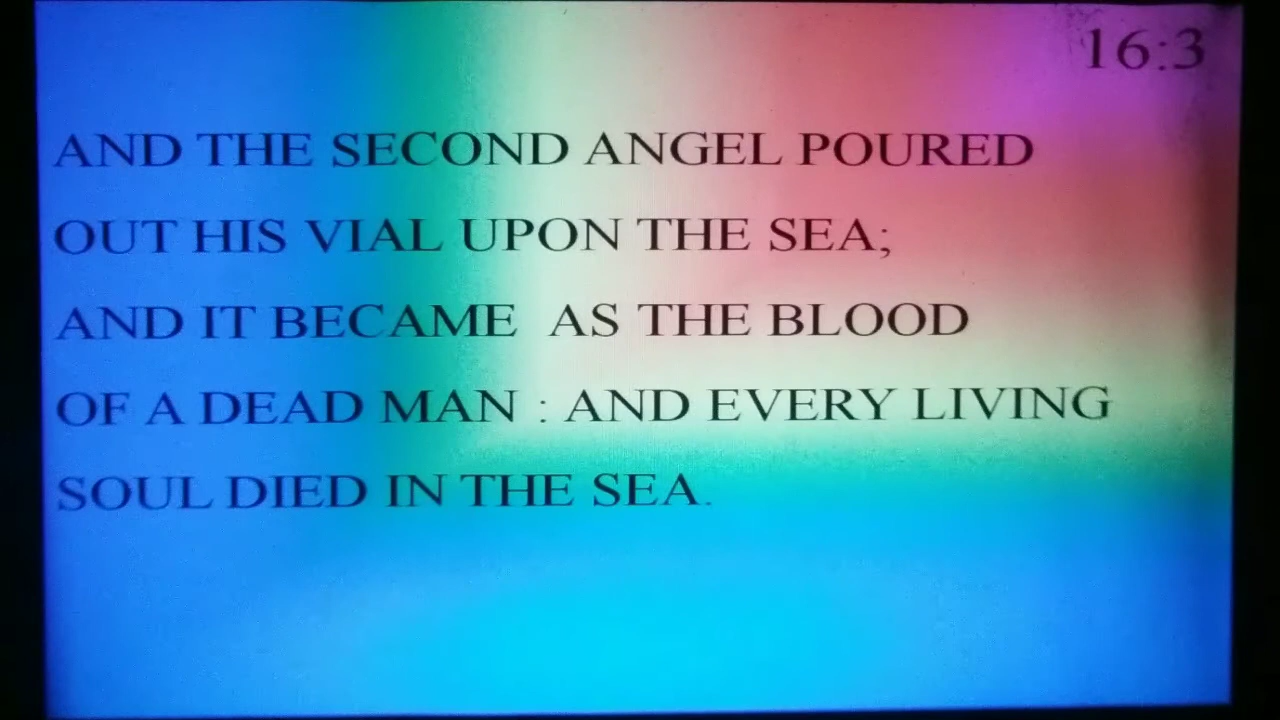 16:3
AND THE SECOND ANGEL POURED
OUT HIS VIAL UPON THE SEA;
AND IT BECAME AS THE BLOOD
OF A DEAD MAN : AND EVERY LIVING
SOUL DIED IN THE SEA.